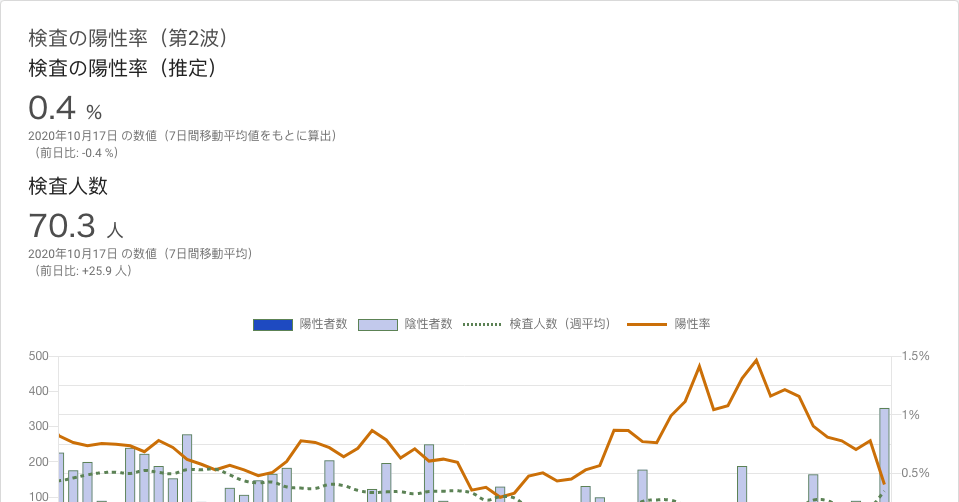 検査の陽性率（第2波）
検査の陽性率（推定）
0.4 %
2020年10月17日 の数値（7日間移動平均値をもとに算出）
（前日比: -0.4 %）
検査人数
70.3 人
2020年10月17日 の数値（7日間移動平均）
（前日比: +25.9 人）
陽性者数 陰性者数 検査人数（週平均） 陽性率
500 1.5%
400
300 1%
200 0.5%
100